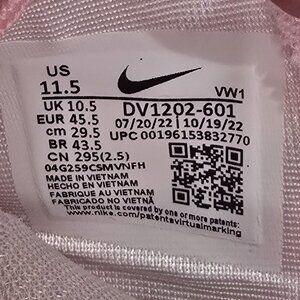 US
11.5
VW1
UK 10.5
DV1202-601
EUR 45.5
07/20/22 | 10/19/22
cm 29.5
UPC 00196153832770
BR 43.5
CN 295(2.5)
04G259CSMVNFH
MADE IN VIETNAM
HECHO EN VIETNAM
FABRIQUE AU VIETNAM
FABRICADO NO VIETNÃ
This product is covered by
one or more patents
www.nike.com/patentsvirtualmarking